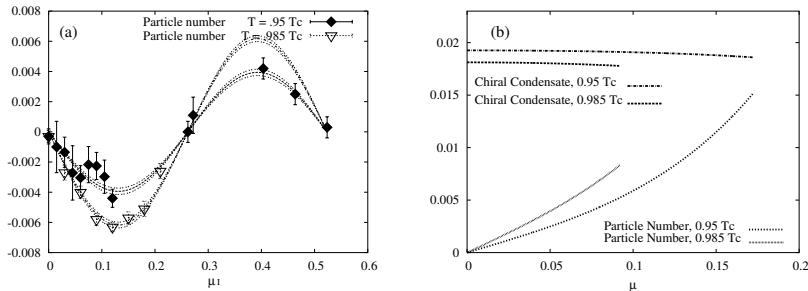 (a)
Particle number T = .95 Tc
Particle number T = .985 Tc
0.008
0.006
0.004
0.002
0
-0.002
-0.004
-0.006
-0.008
0 0.1 0.2 0.3 0.4 0.5 0.6
μI
(b)
0.02
0.015
0.01
0.005
0
Chiral Condensate, 0.95 Tc
Chiral Condensate, 0.985 Tc
Particle Number, 0.95 Tc
Particle Number, 0.985 Tc
0 0.05 0.1 0.15 0.2
μ